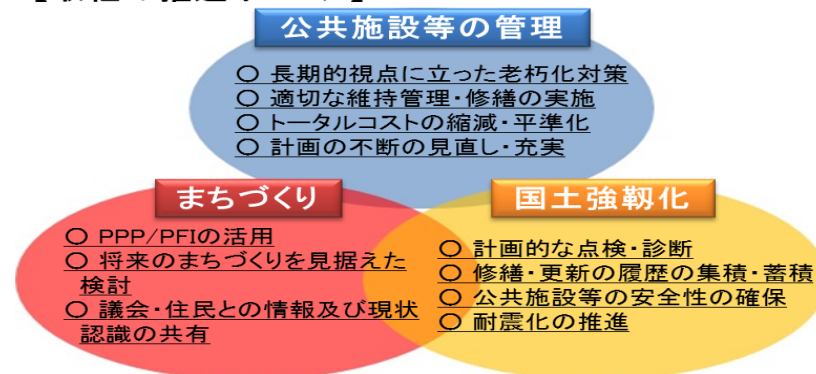 公共施設等の管理
〇 長期的視点に立った老朽化対策
〇 適切な維持管理・修繕の実施
〇 トータルコストの縮減・平準化
〇 計画の不断の見直し・充実
まちづくり
〇 PPP/PFIの活用
〇 将来のまちづくりを見据えた
検討
〇 議会・住民との情報及び現状
認識の共有
国土強靱化
〇 計画的な点検・診断
〇 修繕・更新の履歴の集積・蓄積
〇 公共施設等の安全性の確保
〇 耐震化の推進